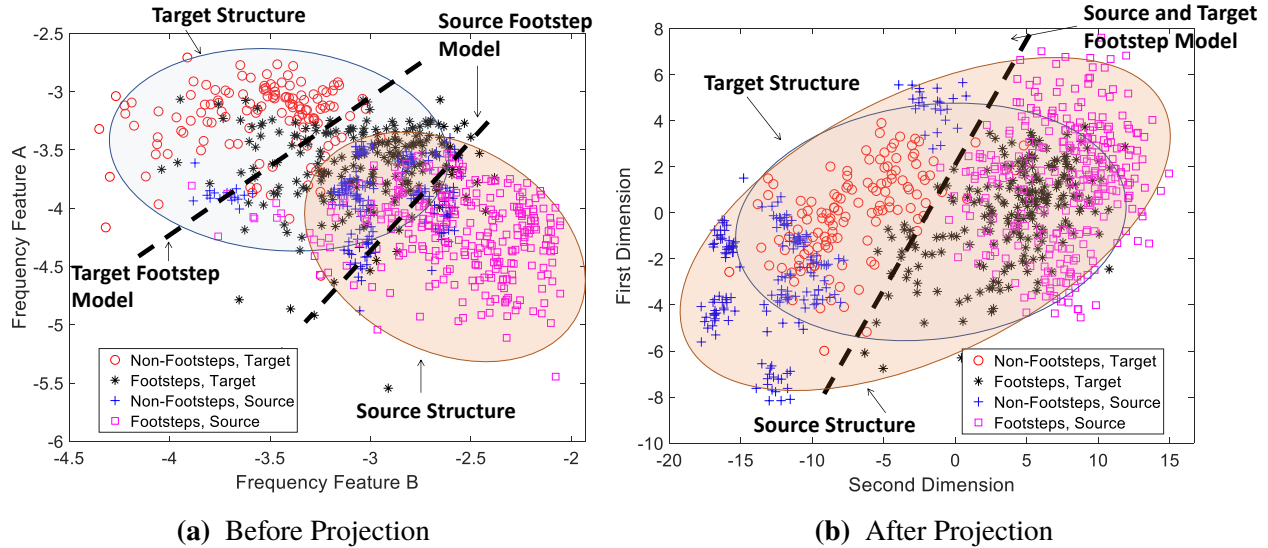 Target Structure
Source Footstep
Model
-2.5
-3
-3.5
-4
-4.5
-5
-5.5
-6
Frequency Feature A
Target Footstep
Model
Source Structure
Non-Footsteps, Target
Footsteps, Target
Non-Footsteps, Source
Footsteps, Source
-4.5
-4
-3.5
-3
-2.5
-2
Frequency Feature B
(a) Before Projection
Source and Target
Footstep Model
Target Structure
8
6
4
2
0
-2
-4
-6
-8
-10
First Dimension
Source Structure
Non-Footsteps, Target
Footsteps, Target
Non-Footsteps, Source
Footsteps, Source
-20
-15
-10
-5
0
5
10
15
Second Dimension
(b) After Projection